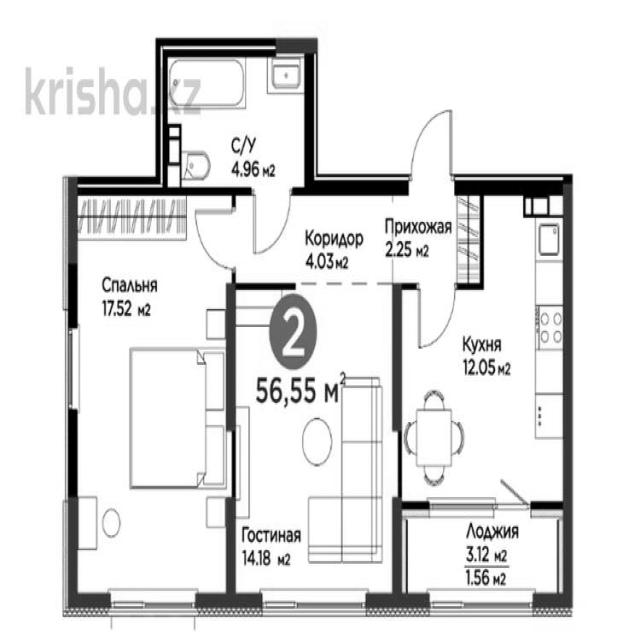 krisha.kz
С/У
4.96 м2
Прихожая
2.25 м2
Коридор
4.03 м2
Спальня
17.52 м2
2
56,55 м2
Кухня
12.05 м2
Гостиная
14.18 м2
Лоджия
3.12 м2
1.56 м2